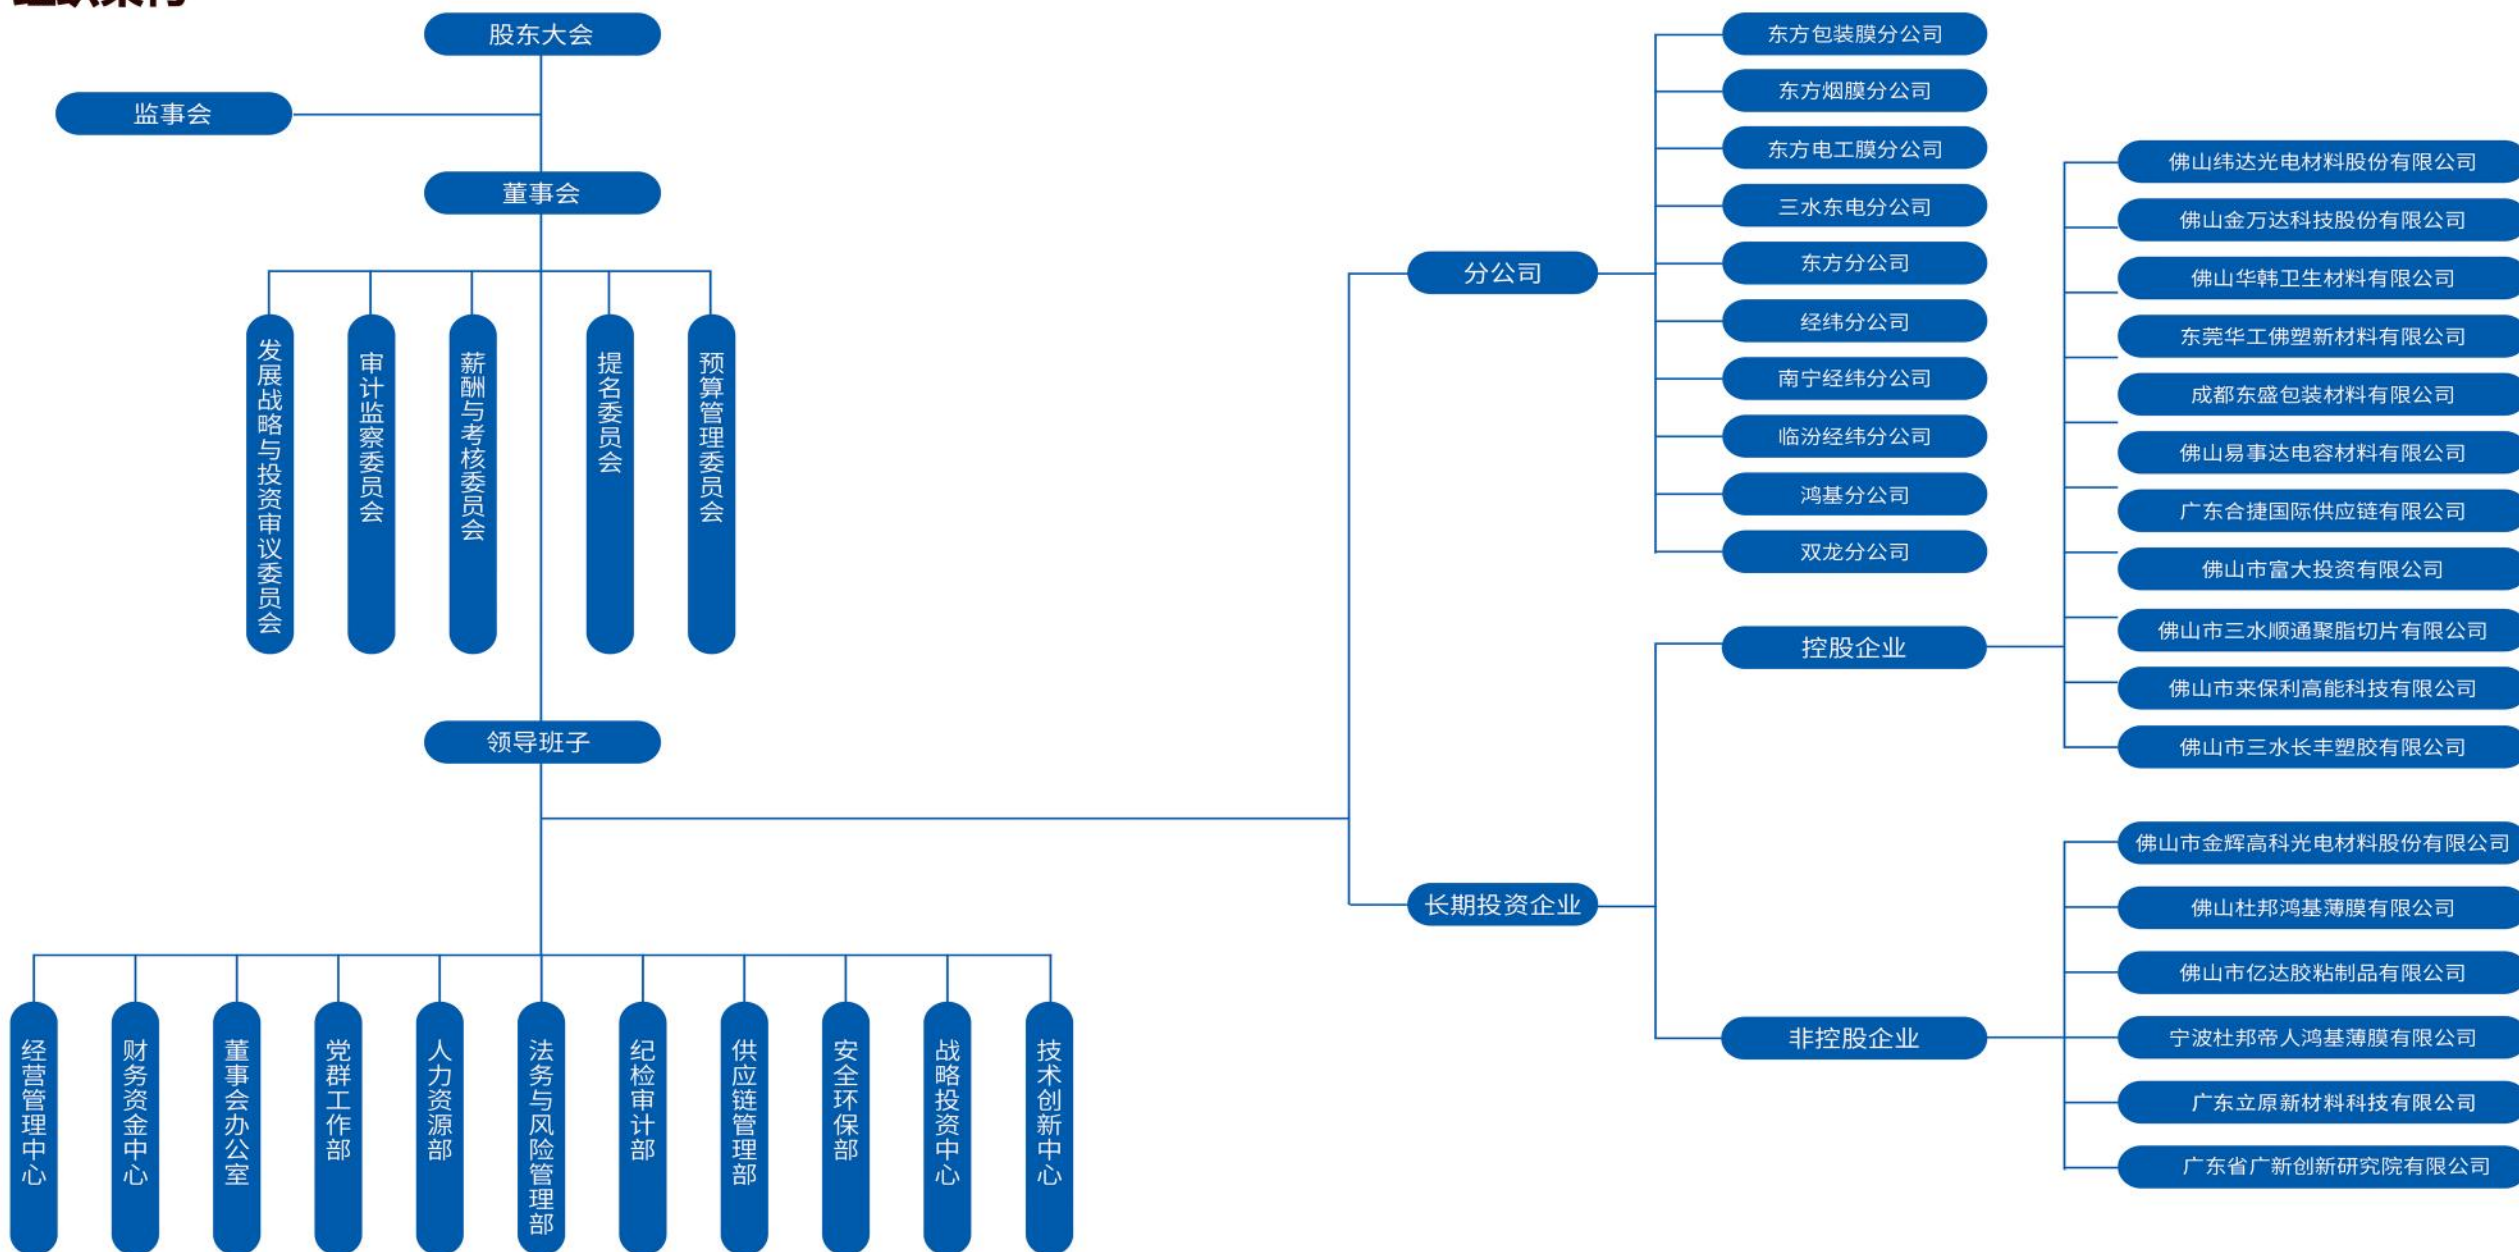 股东大会
监事会
董事会
发展战略与投资审议委员会
审计监察委员会
薪酬与考核委员会
提名委员会
预算管理委员会
领导班子
经营管理中心
财务资金中心
董事会办公室
党群工作部
人力资源部
法务与风险管理部
纪检审计部
供应链管理部
安全环保部
战略投资中心
技术创新中心
分公司
东方包装膜分公司
东方烟膜分公司
东方电工膜分公司
三水东电分公司
东方分公司
经纬分公司
南宁经纬分公司
临汾经纬分公司
鸿基分公司
双龙分公司
长期投资企业
控股企业
佛山纬达光电材料股份有限公司
佛山金万达科技股份有限公司
佛山华韩卫生材料有限公司
东莞华工佛塑新材料有限公司
成都东盛包装材料有限公司
佛山易事达电容材料有限公司
广东合捷国际供应链有限公司
佛山市富大投资有限公司
佛山市三水顺通聚脂切片有限公司
佛山市来保利高能科技有限公司
佛山市三水长丰塑胶有限公司
非控股企业
佛山市金辉高科光电材料股份有限公司
佛山杜邦鸿基薄膜有限公司
佛山市亿达胶粘制品有限公司
宁波杜邦帝人鸿基薄膜有限公司
广东立原新材料科技有限公司
广东省广新创新研究院有限公司